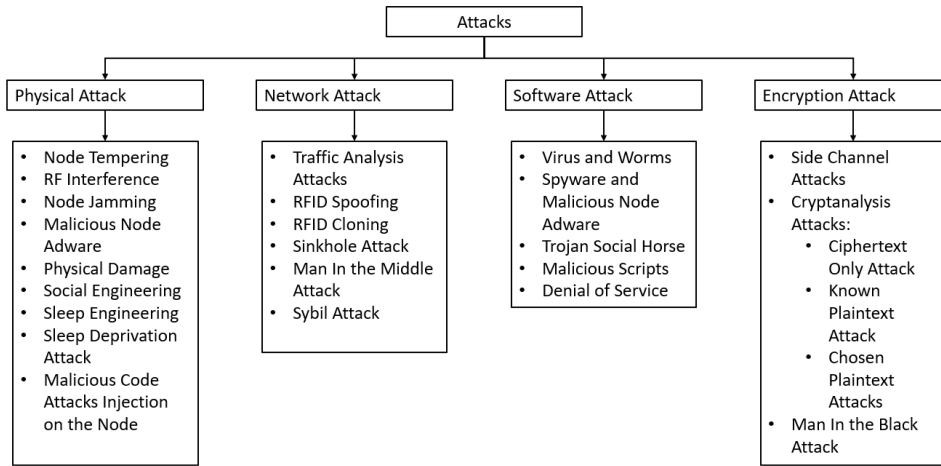 Attacks
Physical Attack
Network Attack
Software Attack
Encryption Attack
• Node Tempering
• RF Interference
• Node Jamming
• Malicious Node
Adware
• Physical Damage
• Social Engineering
• Sleep Engineering
• Sleep Deprivation
Attack
• Malicious Code
Attacks Injection
on the Node
• Traffic Analysis
Attacks
• RFID Spoofing
• RFID Cloning
• Sinkhole Attack
• Man In the Middle
Attack
• Sybil Attack
• Virus and Worms
• Spyware and
Malicious Node
Adware
• Trojan Social Horse
• Malicious Scripts
• Denial of Service
• Side Channel
Attacks
• Cryptanalysis
Attacks:
• Ciphertext
Only Attack
• Known
Plaintext
Attack
• Chosen
Plaintext
Attacks
• Man In the Black
Attack